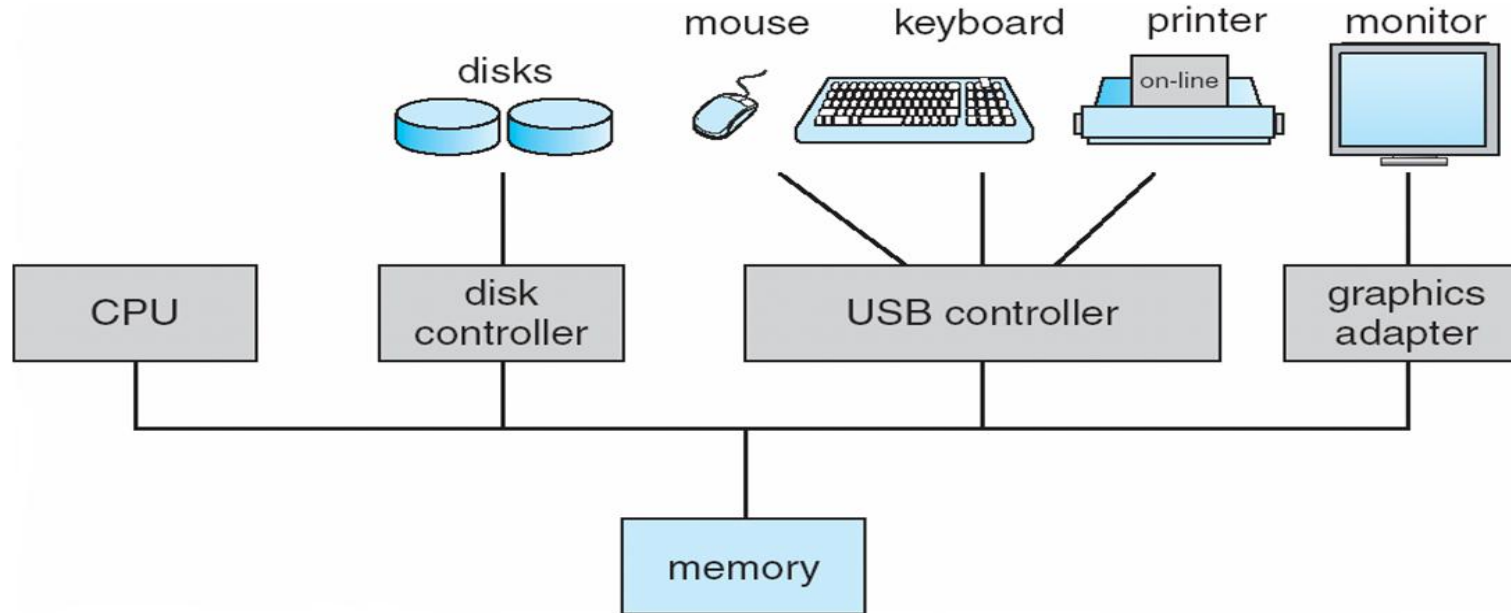 mouse
keyboard
printer
monitor
disks
on-line
CPU
disk
controller
USB controller
graphics
adapter
memory